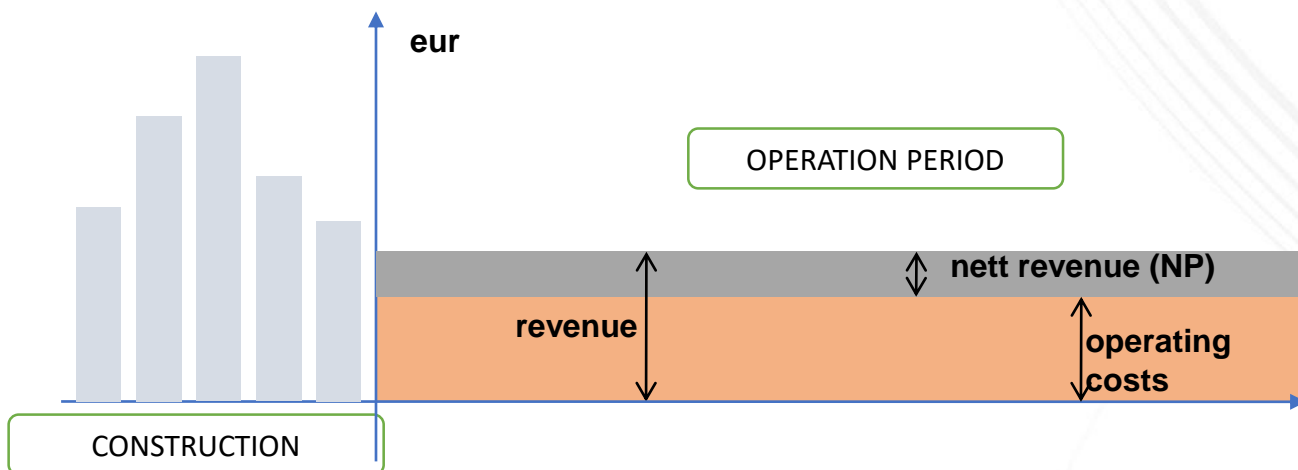 eur
OPERATION PERIOD
nett revenue (NP)
revenue
operating
costs
CONSTRUCTION